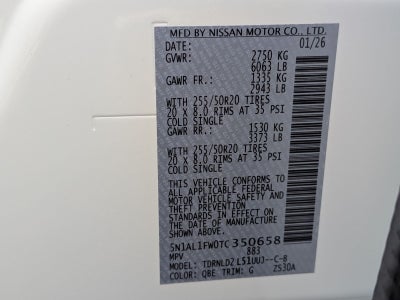 MFD BY NISSAN MOTOR CO., LTD.
DATE: 01/26
GVWR: 2750 KG
6063 LB
GAWR FR.: 1335 KG
2943 LB
WITH 255/50R20 TIRES
20 X 8.0 RIMS AT 35 PSI
COLD SINGLE
GAWR RR.: 1530 KG
3373 LB
WITH 255/50R20 TIRES
20 X 8.0 RIMS AT 35 PSI
COLD SINGLE
THIS VEHICLE CONFORMS TO
ALL APPLICABLE FEDERAL
MOTOR VEHICLE SAFETY AND
THEFT PREVENTION
STANDARDS IN EFFECT ON
THE DATE OF MANUFACTURE
SHOWN ABOVE.
5N1AL1FW0TC350658
MPV 883
MODEL: TDRNLDZ L51UUJ--C-8
COLOR: QBE TRIM: G ZS3DA